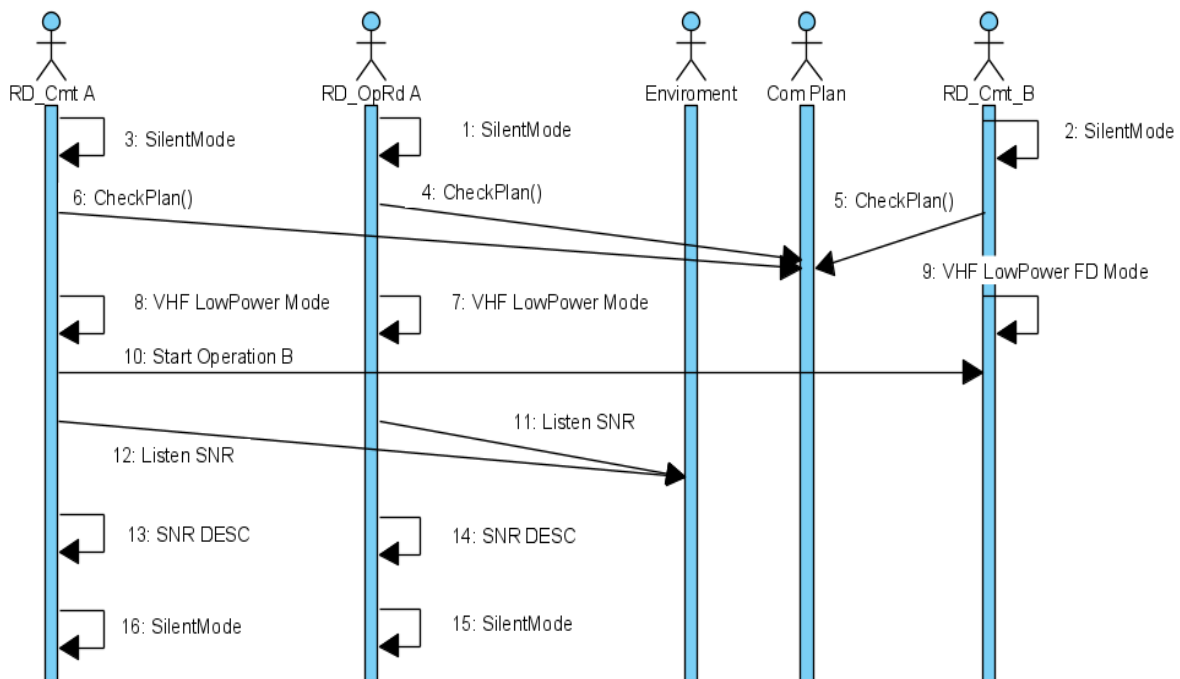 RD_Cmt A
RD_OpRd A
Enviroment
Com Plan
RD_Cmt_B
3: SilentMode
1: SilentMode
2: SilentMode
6: CheckPlan()
4: CheckPlan()
5: CheckPlan()
9: VHF LowPower FD Mode
8: VHF LowPower Mode
7: VHF LowPower Mode
10: Start Operation B
11: Listen SNR
12: Listen SNR
13: SNR DESC
14: SNR DESC
16: SilentMode
15: SilentMode